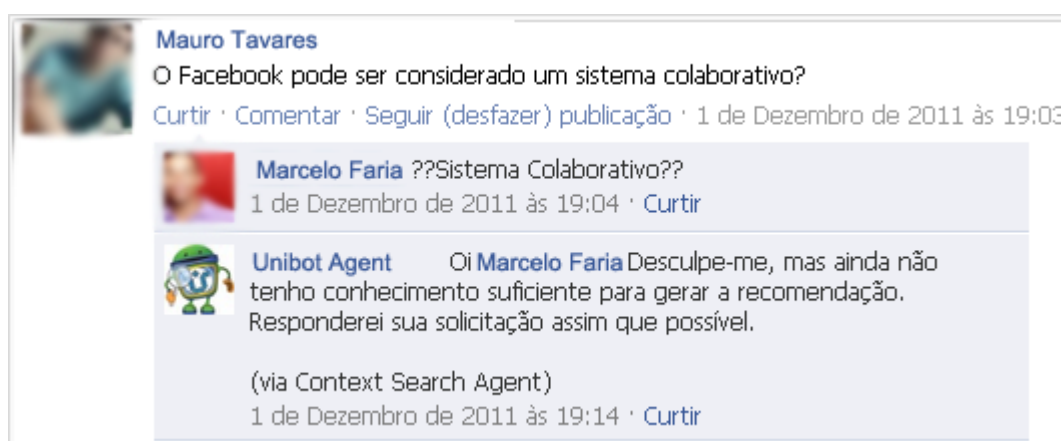 Mauro Tavares
O Facebook pode ser considerado um sistema colaborativo?
Curtir · Comentar · Seguir (desfazer) publicação · 1 de Dezembro de 2011 às 19:03
Marcelo Faria ??Sistema Colaborativo??
1 de Dezembro de 2011 às 19:04 · Curtir
Unibot Agent Oi Marcelo Faria Desculpe-me, mas ainda não
tenho conhecimento suficiente para gerar a recomendação.
Responderei sua solicitação assim que possível.
(via Context Search Agent)
1 de Dezembro de 2011 às 19:14 · Curtir